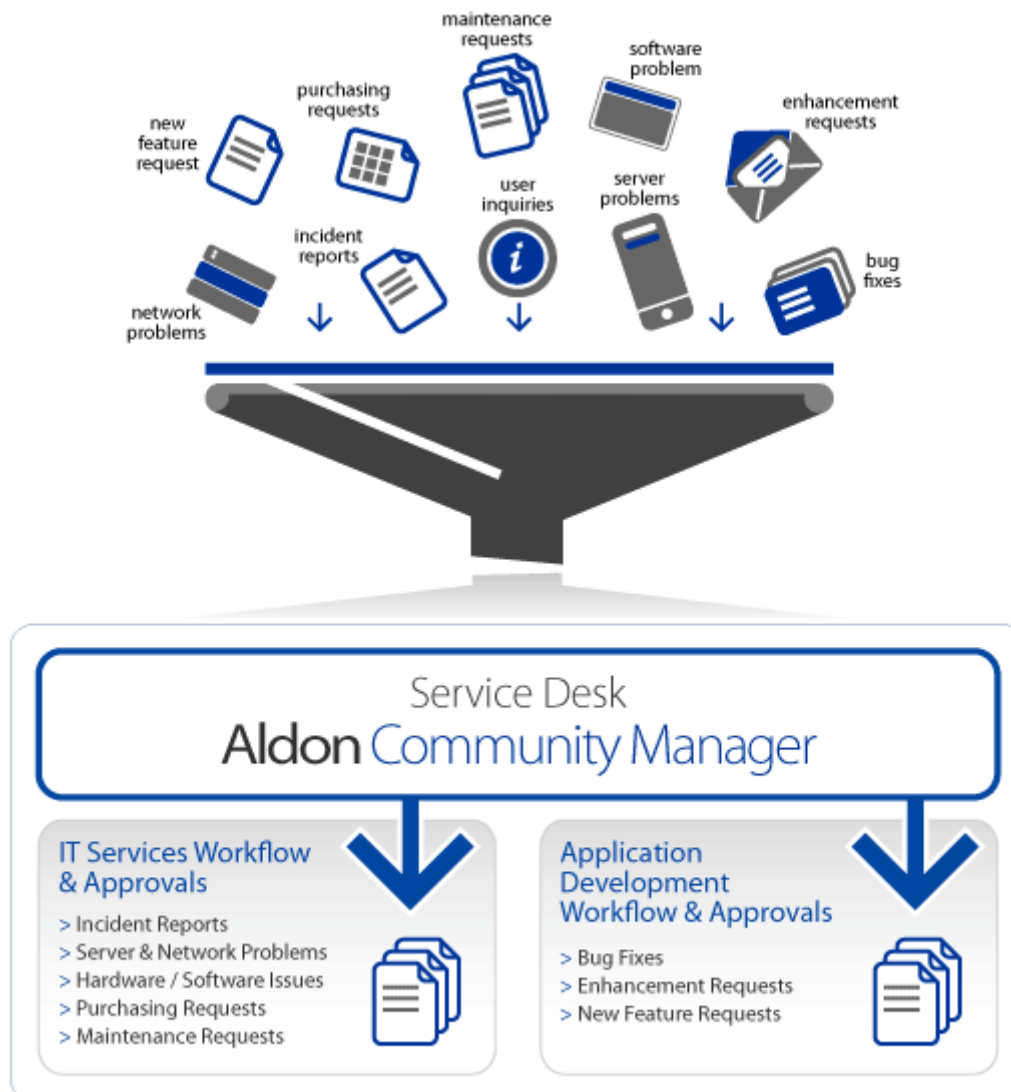 maintenance
requests
software
problem
purchasing
requests
enhancement
requests
new
feature
request
user
inquiries
server
problems
incident
reports
bug
fixes
network
problems
Service Desk
Aldon Community Manager
IT Services Workflow
& Approvals
> Incident Reports
> Server & Network Problems
> Hardware / Software Issues
> Purchasing Requests
> Maintenance Requests
Application
Development
Workflow & Approvals
> Bug Fixes
> Enhancement Requests
> New Feature Requests